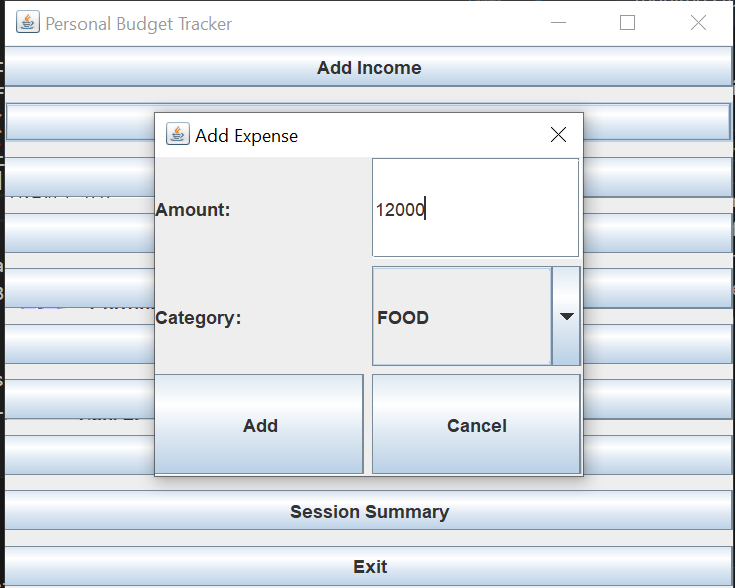 Personal Budget Tracker
Add Income
Add Expense
Amount:
12000
Category:
FOOD
Add
Cancel
Session Summary
Exit